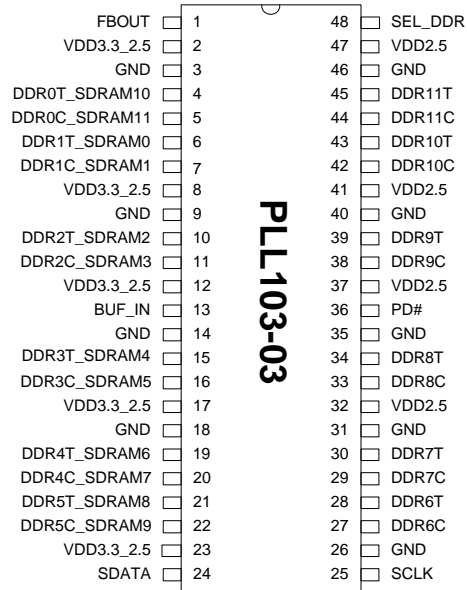 FBOUT 1 48 SEL_DDR
VDD3.3_2.5 2 47 VDD2.5
GND 3 46 GND
DDR0T_SDRAM10 4 45 DDR11T
DDR0C_SDRAM11 5 44 DDR11C
DDR1T_SDRAM0 6 43 DDR10T
DDR1C_SDRAM1 7 42 DDR10C
VDD3.3_2.5 8 41 VDD2.5
GND 9 40 GND
DDR2T_SDRAM2 10 39 DDR9T
DDR2C_SDRAM3 11 38 DDR9C
VDD3.3_2.5 12 37 VDD2.5
BUF_IN 13 36 PD#
GND 14 35 GND
DDR3T_SDRAM4 15 34 DDR8T
DDR3C_SDRAM5 16 33 DDR8C
VDD3.3_2.5 17 32 VDD2.5
GND 18 31 GND
DDR4T_SDRAM6 19 30 DDR7T
DDR4C_SDRAM7 20 29 DDR7C
DDR5T_SDRAM8 21 28 DDR6T
DDR5C_SDRAM9 22 27 DDR6C
VDD3.3_2.5 23 26 GND
SDATA 24 25 SCLK
PLL103-03